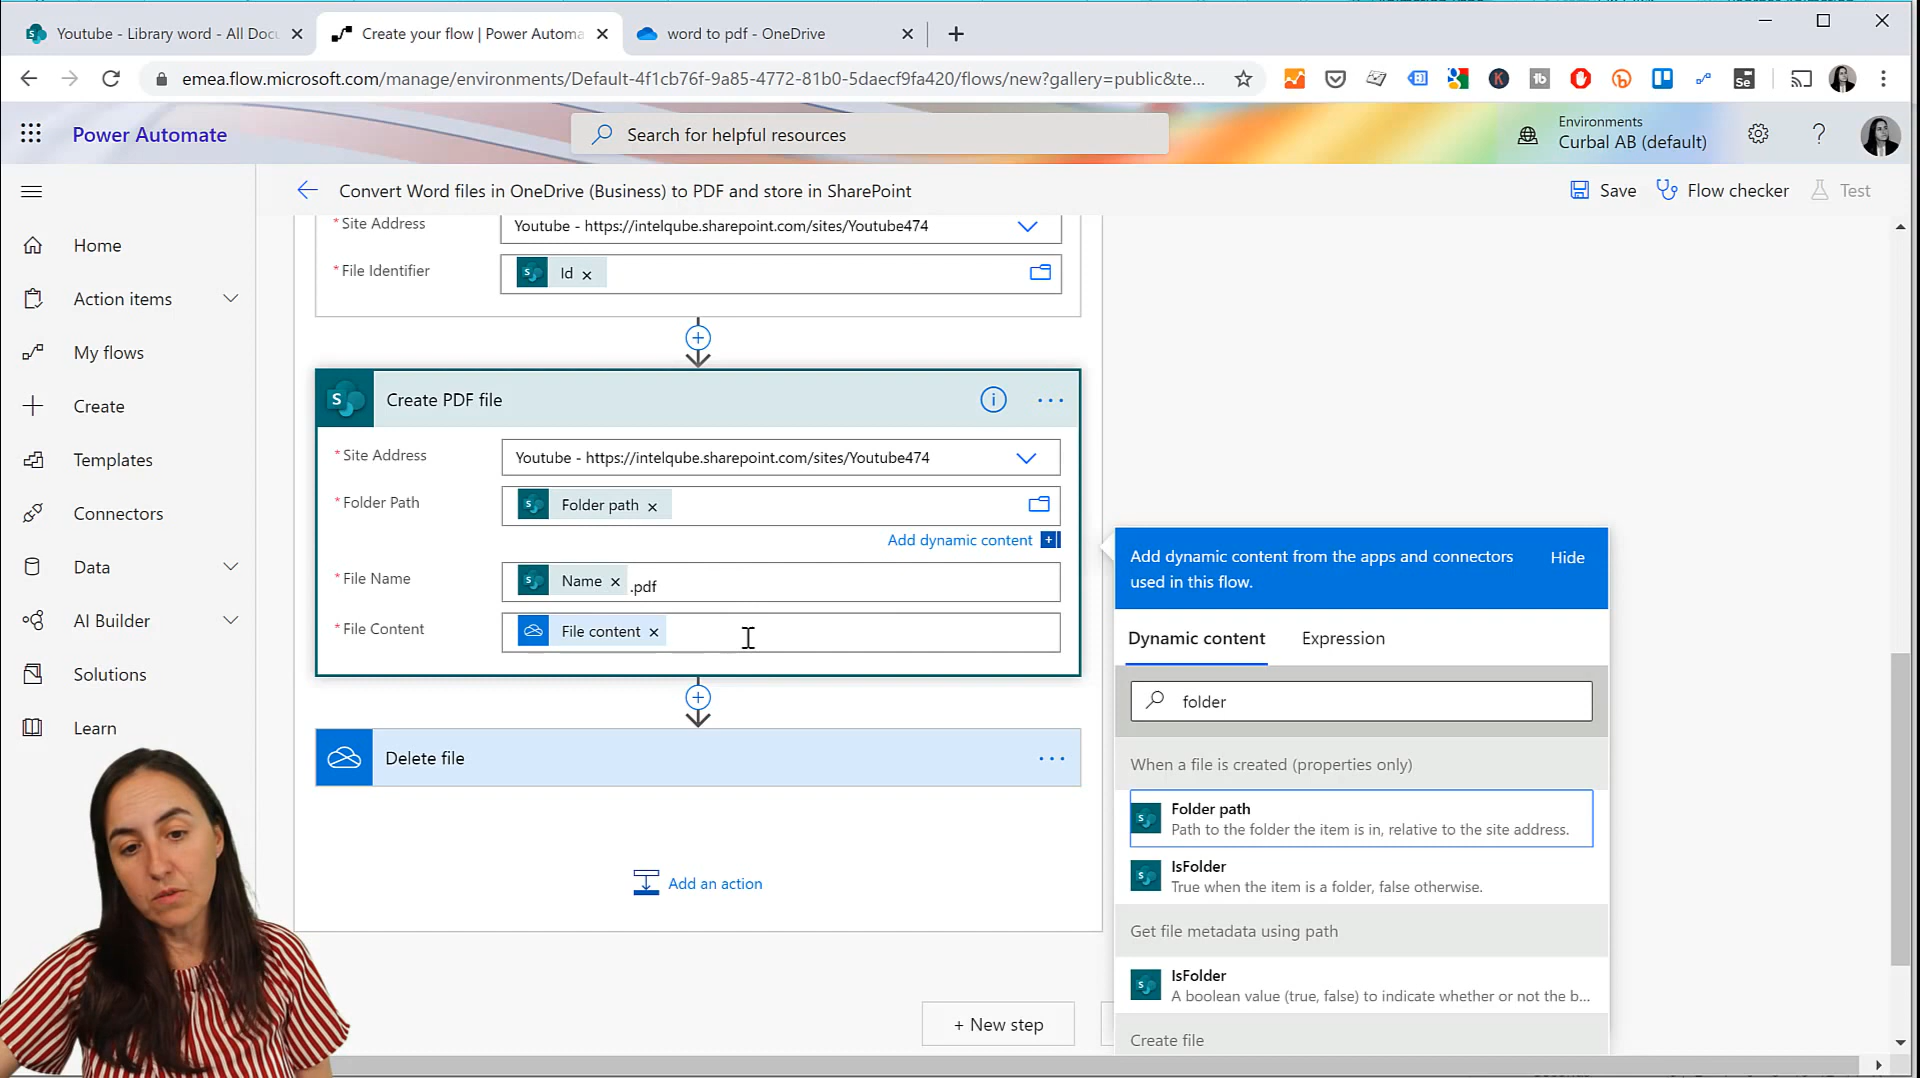 Youtube - Library word - All Docu
Create your flow | Power Automa
word to pdf - OneDrive
emea.flow.microsoft.com/manage/environments/Default-4f1cb76f-9a85-4772-81b0-5daecf9fa420/flows/new?gallery=public&te...
Power Automate
Search for helpful resources
Environments
Curbal AB (default)
Convert Word files in OneDrive (Business) to PDF and store in SharePoint
Save
Flow checker
Test
Home
Action items
My flows
Create
Templates
Connectors
Data
AI Builder
Solutions
Learn
* Site Address
Youtube - https://intelqube.sharepoint.com/sites/Youtube474
* File Identifier
Id
Create PDF file
* Site Address
Youtube - https://intelqube.sharepoint.com/sites/Youtube474
* Folder Path
Folder path
Add dynamic content
* File Name
Name .pdf
* File Content
File content
Delete file
Add an action
+ New step
Add dynamic content from the apps and connectors
used in this flow.
Hide
Dynamic content
Expression
folder
When a file is created (properties only)
Folder path
Path to the folder the item is in, relative to the site address.
IsFolder
True when the item is a folder, false otherwise.
Get file metadata using path
IsFolder
A boolean value (true, false) to indicate whether or not the b...
Create file